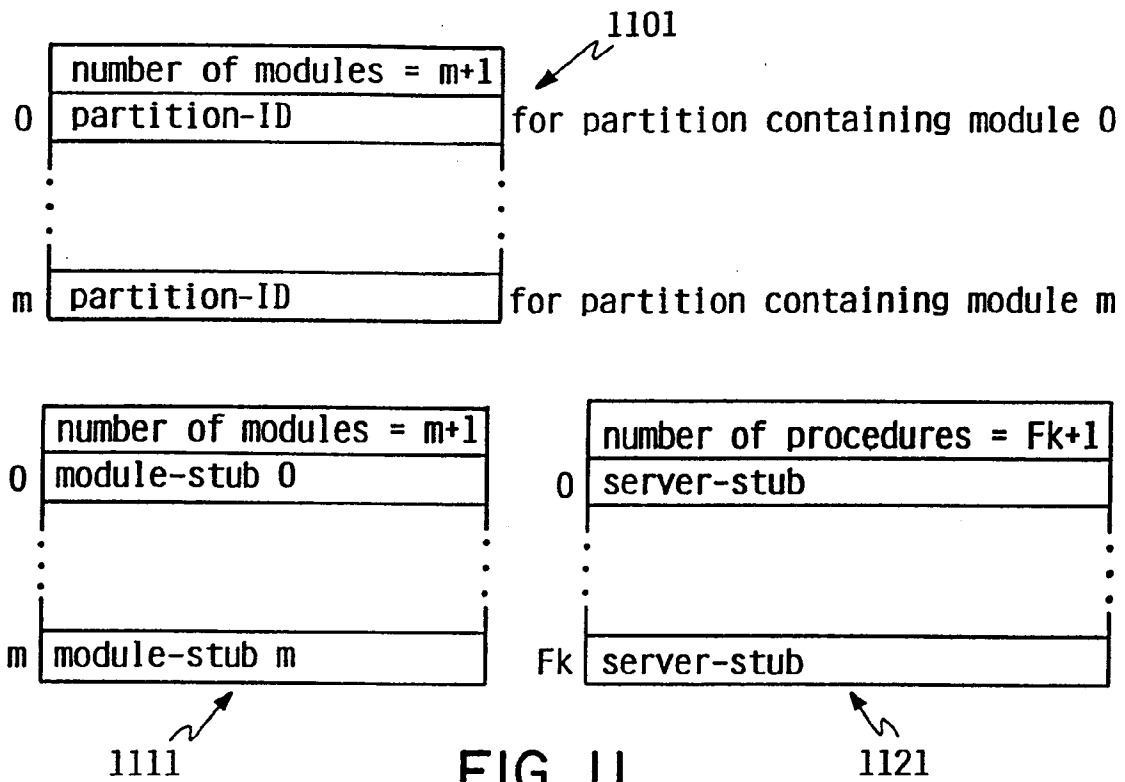 1101
number of modules = m+1
0 partition-ID for partition containing module 0
m partition-ID for partition containing module m
number of modules = m+1
0 module-stub 0
m module-stub m
1111
number of procedures = Fk+1
0 server-stub
Fk server-stub
1121
FIG. 11